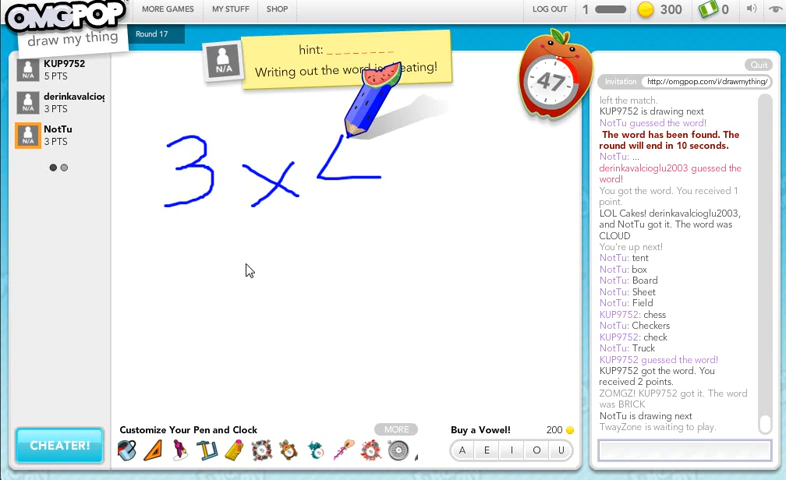 OMGPOP
draw my thing
MORE GAMES
MY STUFF
SHOP
LOG OUT
1
300
0
Round 17
KUP9752
5 PTS
N/A
derinkavalcioglu
3 PTS
N/A
NotTu
3 PTS
N/A
N/A
hint: _ _ _ _ _ _ _ _
Writing out the word is cheating!
47
3 x
CHEATER!
Customize Your Pen and Clock
MORE
Buy a Vowel!
200
A E I O U
Quit
Invitation
http://omgpop.com/i/drawmything/
left the match.
KUP9752 is drawing next
NotTu guessed the word!
The word has been found. The
round will end in 10 seconds.
NotTu: ...
derinkavalcioglu2003 guessed the
word!
You got the word. You received 1
point.
LOL Cakes! derinkavalcioglu2003,
and NotTu got it. The word was
CLOUD
You're up next!
NotTu: tent
NotTu: box
NotTu: Board
NotTu: Sheet
NotTu: Field
KUP9752: chess
NotTu: Checkers
KUP9752: check
NotTu: Truck
KUP9752 guessed the word!
KUP9752 got the word. You
received 2 points.
ZOMGZ! KUP9752 got it. The word
was BRICK
NotTu is drawing next
TwayZone is waiting to play.